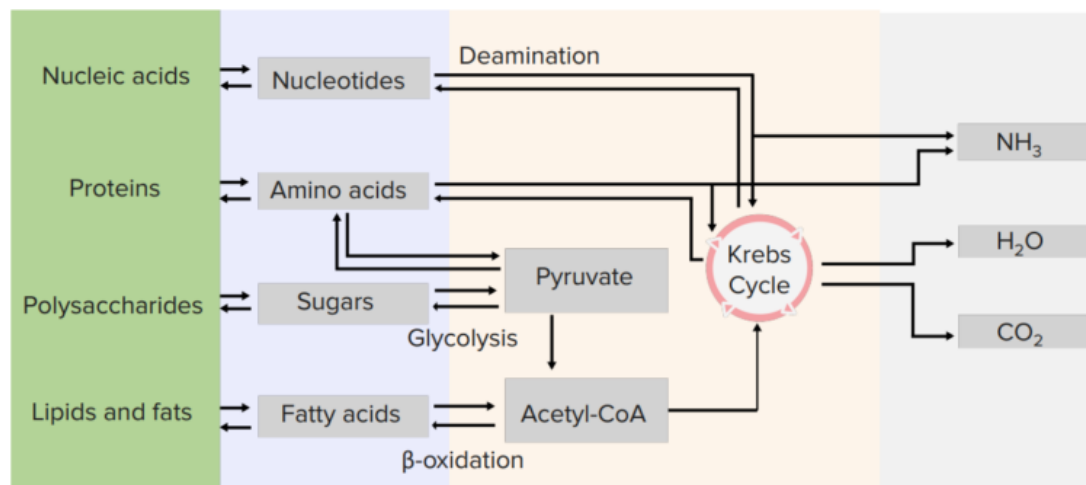 Nucleic acids
Nucleotides
Deamination
NH₃
Proteins
Amino acids
Krebs
Cycle
H₂O
Pyruvate
Polysaccharides
Sugars
Glycolysis
CO₂
Lipids and fats
Fatty acids
Acetyl-CoA
β-oxidation